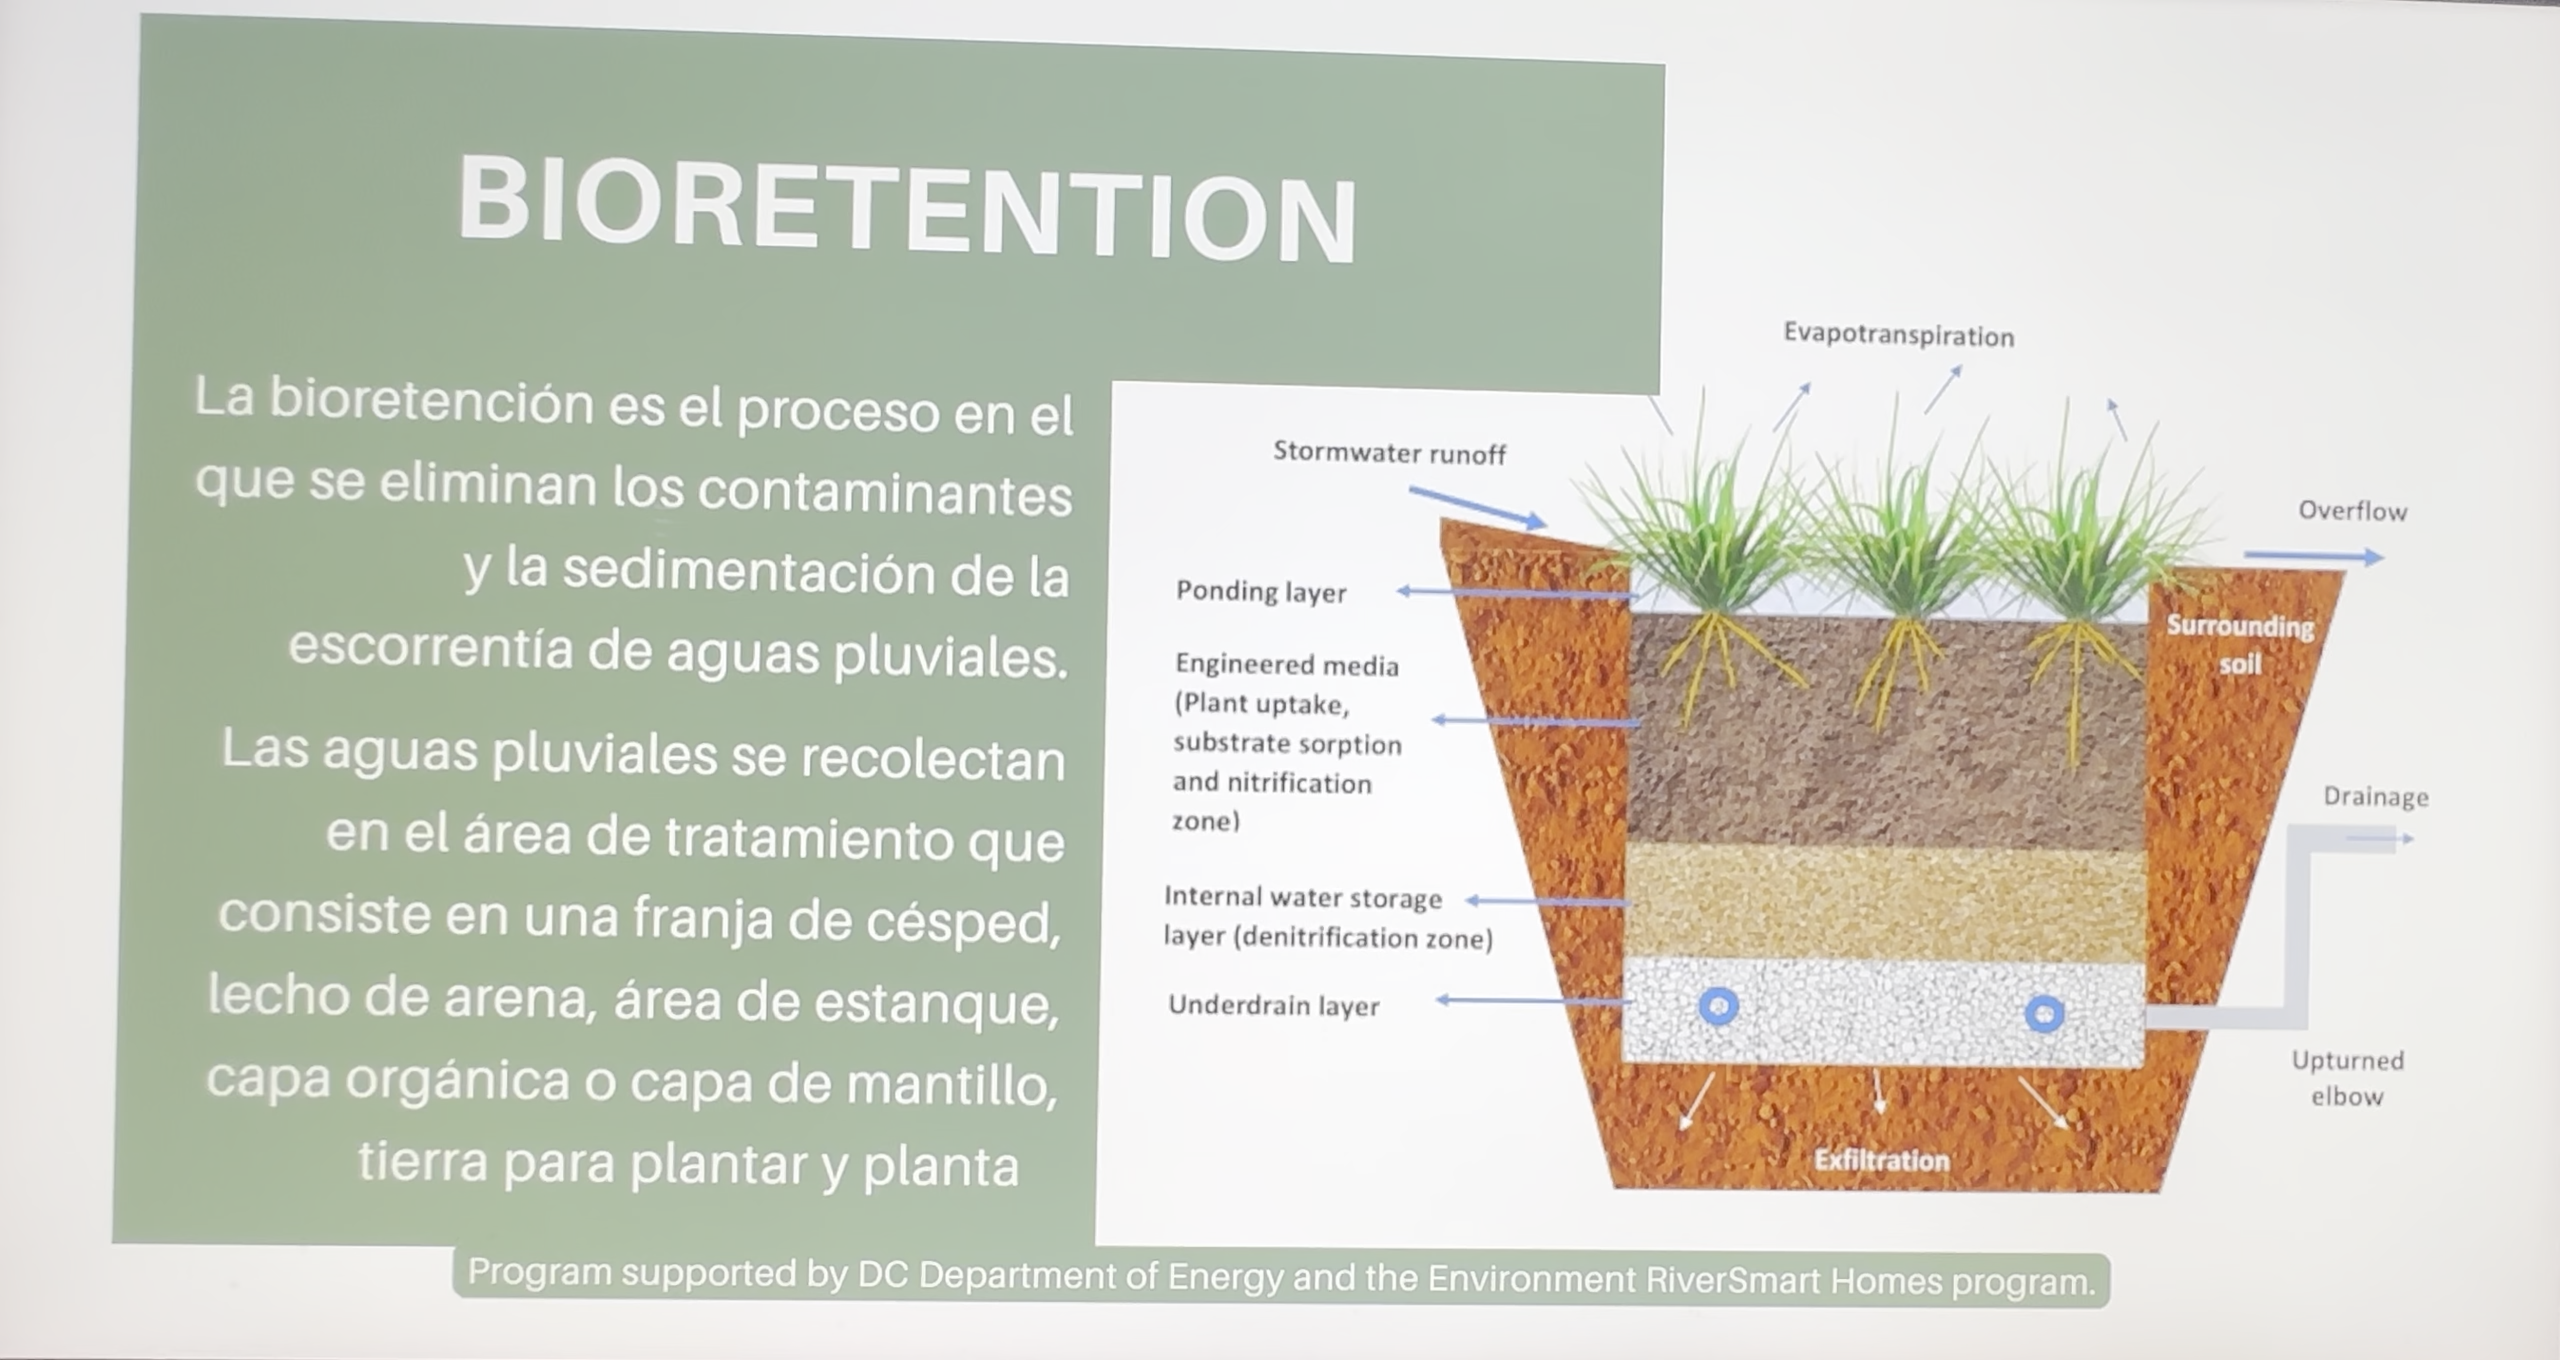 BIORETENTION
La bioretención es el proceso en el
que se eliminan los contaminantes
y la sedimentación de la
escorrentía de aguas pluviales.
Las aguas pluviales se recolectan
en el área de tratamiento que
consiste en una franja de césped,
lecho de arena, área de estanque,
capa orgánica o capa de mantillo,
tierra para plantar y planta
Evapotranspiration
Stormwater runoff
Overflow
Ponding layer
Surrounding
soil
Engineered media
(Plant uptake,
substrate sorption
and nitrification
zone)
Drainage
Internal water storage
layer (denitrification zone)
Underdrain layer
Upturned
elbow
Exfiltration
Program supported by DC Department of Energy and the Environment RiverSmart Homes program.